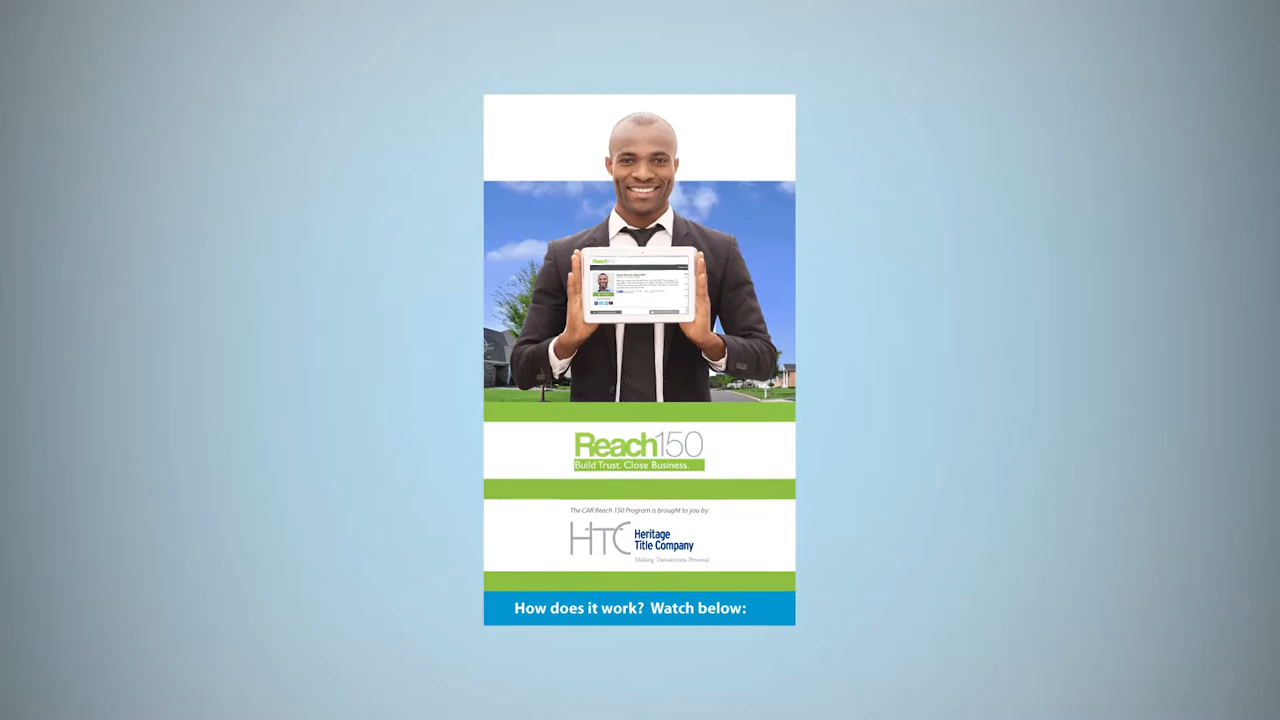 Reach150
Reach150
Build Trust. Close Business.
The CAR Reach 150 Program is brought to you by:
HTC
Heritage
Title Company
Making Transactions Personal
How does it work? Watch below: